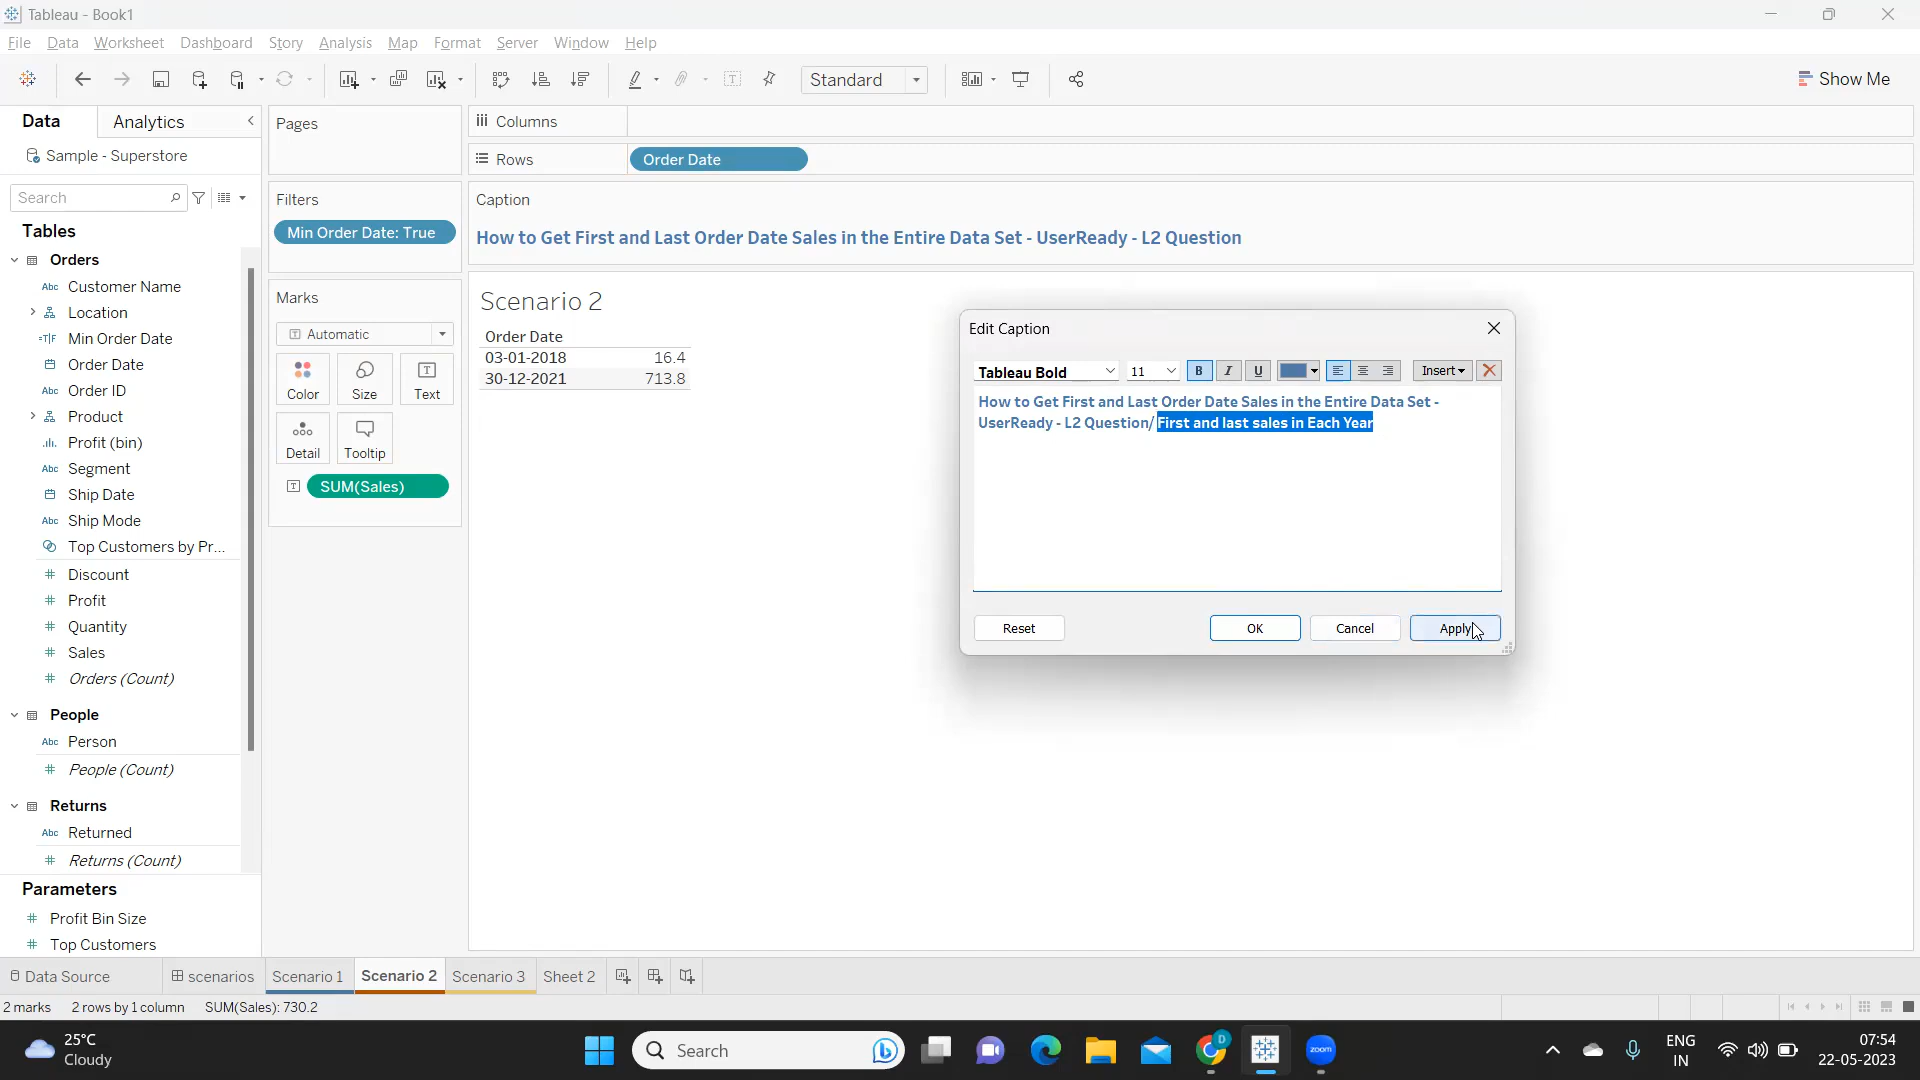 Tableau - Book1
File Data Worksheet Dashboard Story Analysis Map Format Server Window Help
Standard
Show Me
Data
Analytics
Sample - Superstore
Search
Tables
Orders
Abc Customer Name
Location
=T|F Min Order Date
Order Date
Abc Order ID
Product
Profit (bin)
Abc Segment
Ship Date
Abc Ship Mode
Top Customers by Pr...
# Discount
# Profit
# Quantity
# Sales
# Orders (Count)
People
Abc Person
# People (Count)
Returns
Abc Returned
# Returns (Count)
Parameters
# Profit Bin Size
# Top Customers
Pages
Filters
Min Order Date: True
Marks
Automatic
Color
Size
Text
Detail
Tooltip
SUM(Sales)
Columns
Rows
Order Date
Caption
How to Get First and Last Order Date Sales in the Entire Data Set - UserReady - L2 Question
Scenario 2
Order Date
03-01-2018 16.4
30-12-2021 713.8
Edit Caption
Tableau Bold 11 B I U Insert
How to Get First and Last Order Date Sales in the Entire Data Set -
UserReady - L2 Question/ First and last sales in Each Year
Reset
OK
Cancel
Apply
Data Source scenarios Scenario 1 Scenario 2 Scenario 3 Sheet 2
2 marks 2 rows by 1 column SUM(Sales): 730.2
25°C
Cloudy
Search
zoom
ENG
IN
07:54
22-05-2023